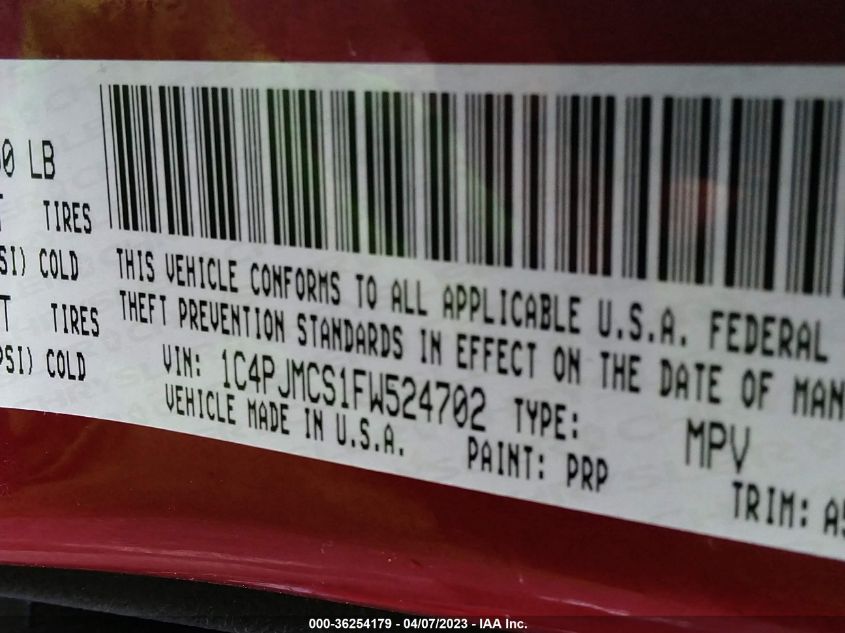 0 LB
TIRES
SI) COLD
T TIRES
PSI) COLD
THIS VEHICLE CONFORMS TO ALL APPLICABLE U.S.A. FEDERAL
THEFT PREVENTION STANDARDS IN EFFECT ON THE DATE OF MAN
VIN: 1C4PJMCS1FW524702 TYPE: MPV
VEHICLE MADE IN U.S.A. PAINT: PRP TRIM: A5
000-36254179 - 04/07/2023 - IAA Inc.